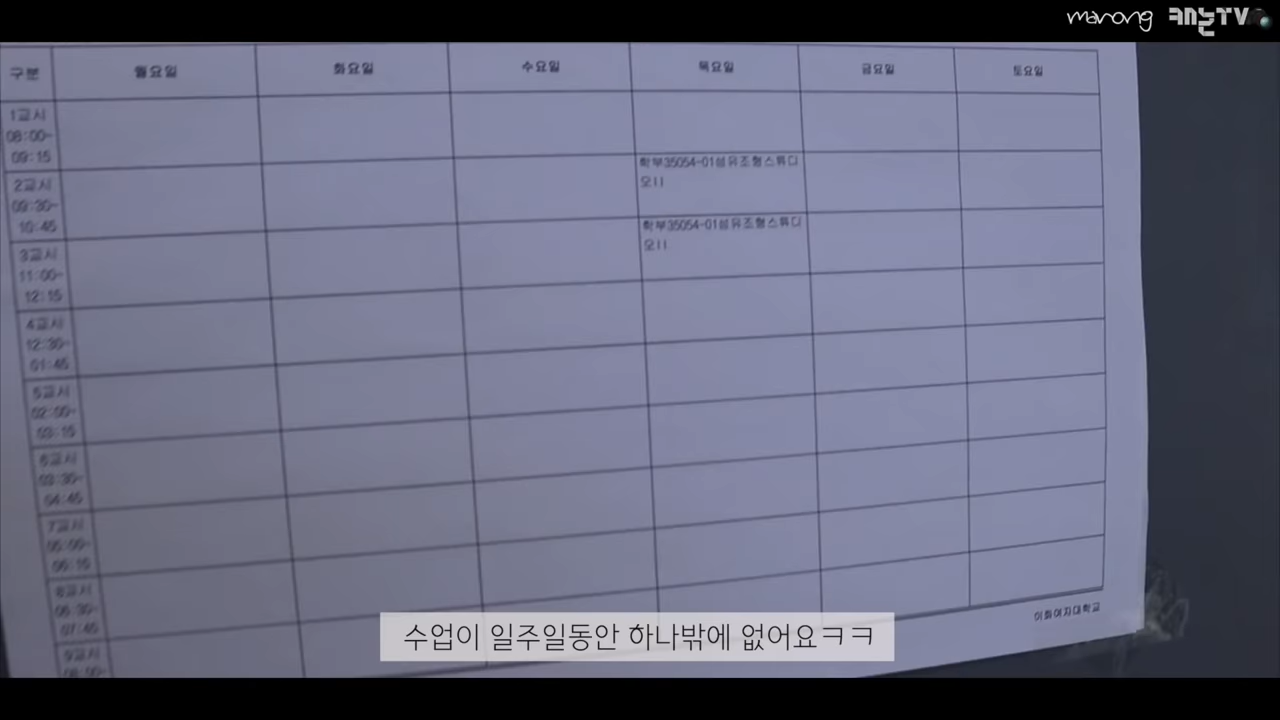 marong 캐논TV
구분 월요일 화요일 수요일 목요일 금요일 토요일
1교시
08:00~
09:15
2교시 학부35054-01섬유조형스튜디
09:30~ 오II
10:45
3교시 학부35054-01섬유조형스튜디
11:00~ 오II
12:15
4교시
12:30~
01:45
5교시
02:00~
03:15
6교시
03:30~
04:45
7교시
05:00~
06:15
8교시
06:30~
07:45
9교시
08:00~
이화여자대학교
수업이 일주일동안 하나밖에 없어요ㅋㅋ